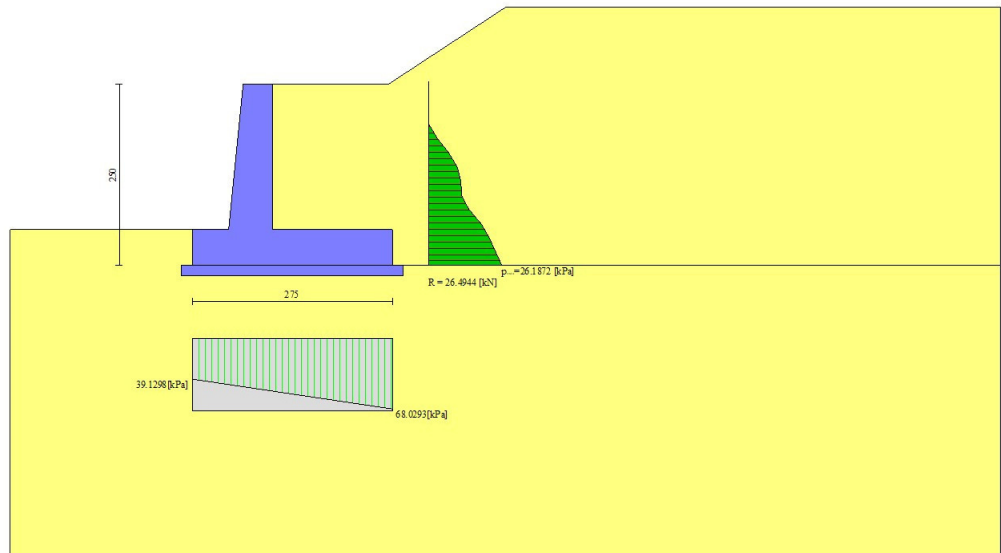 250
p...=26.1872 [kPa]
R = 26.4944 [kN]
275
39.1298[kPa]
68.0293[kPa]